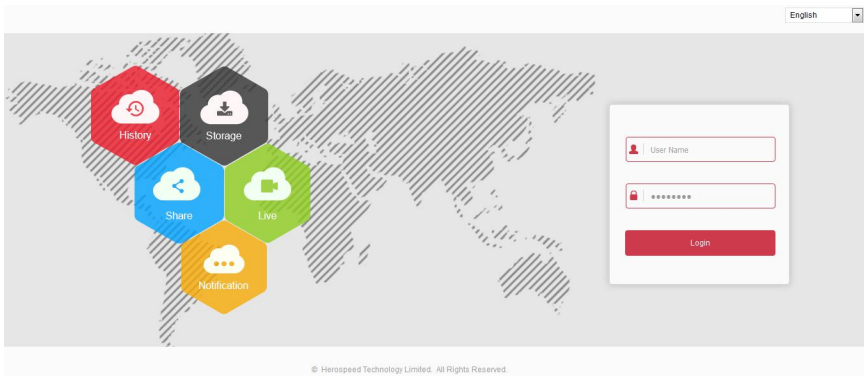 English
History
Storage
User Name
Share
Live
Login
Notification
© Herospeed Technology Limited. All Rights Reserved.